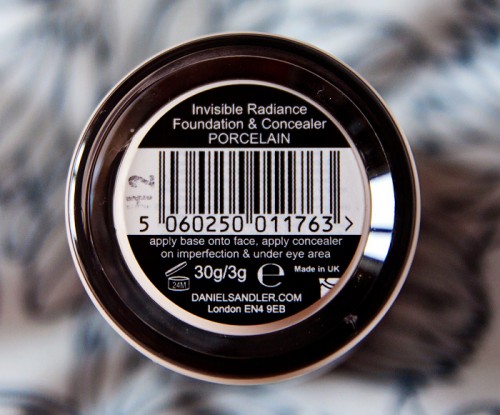 Invisible Radiance
Foundation & Concealer
PORCELAIN
5 060250 011763 >
apply base onto face, apply concealer
on imperfection & under eye area
24M 30g/3g e Made in UK
DANIELSANDLER.COM
London EN4 9EB